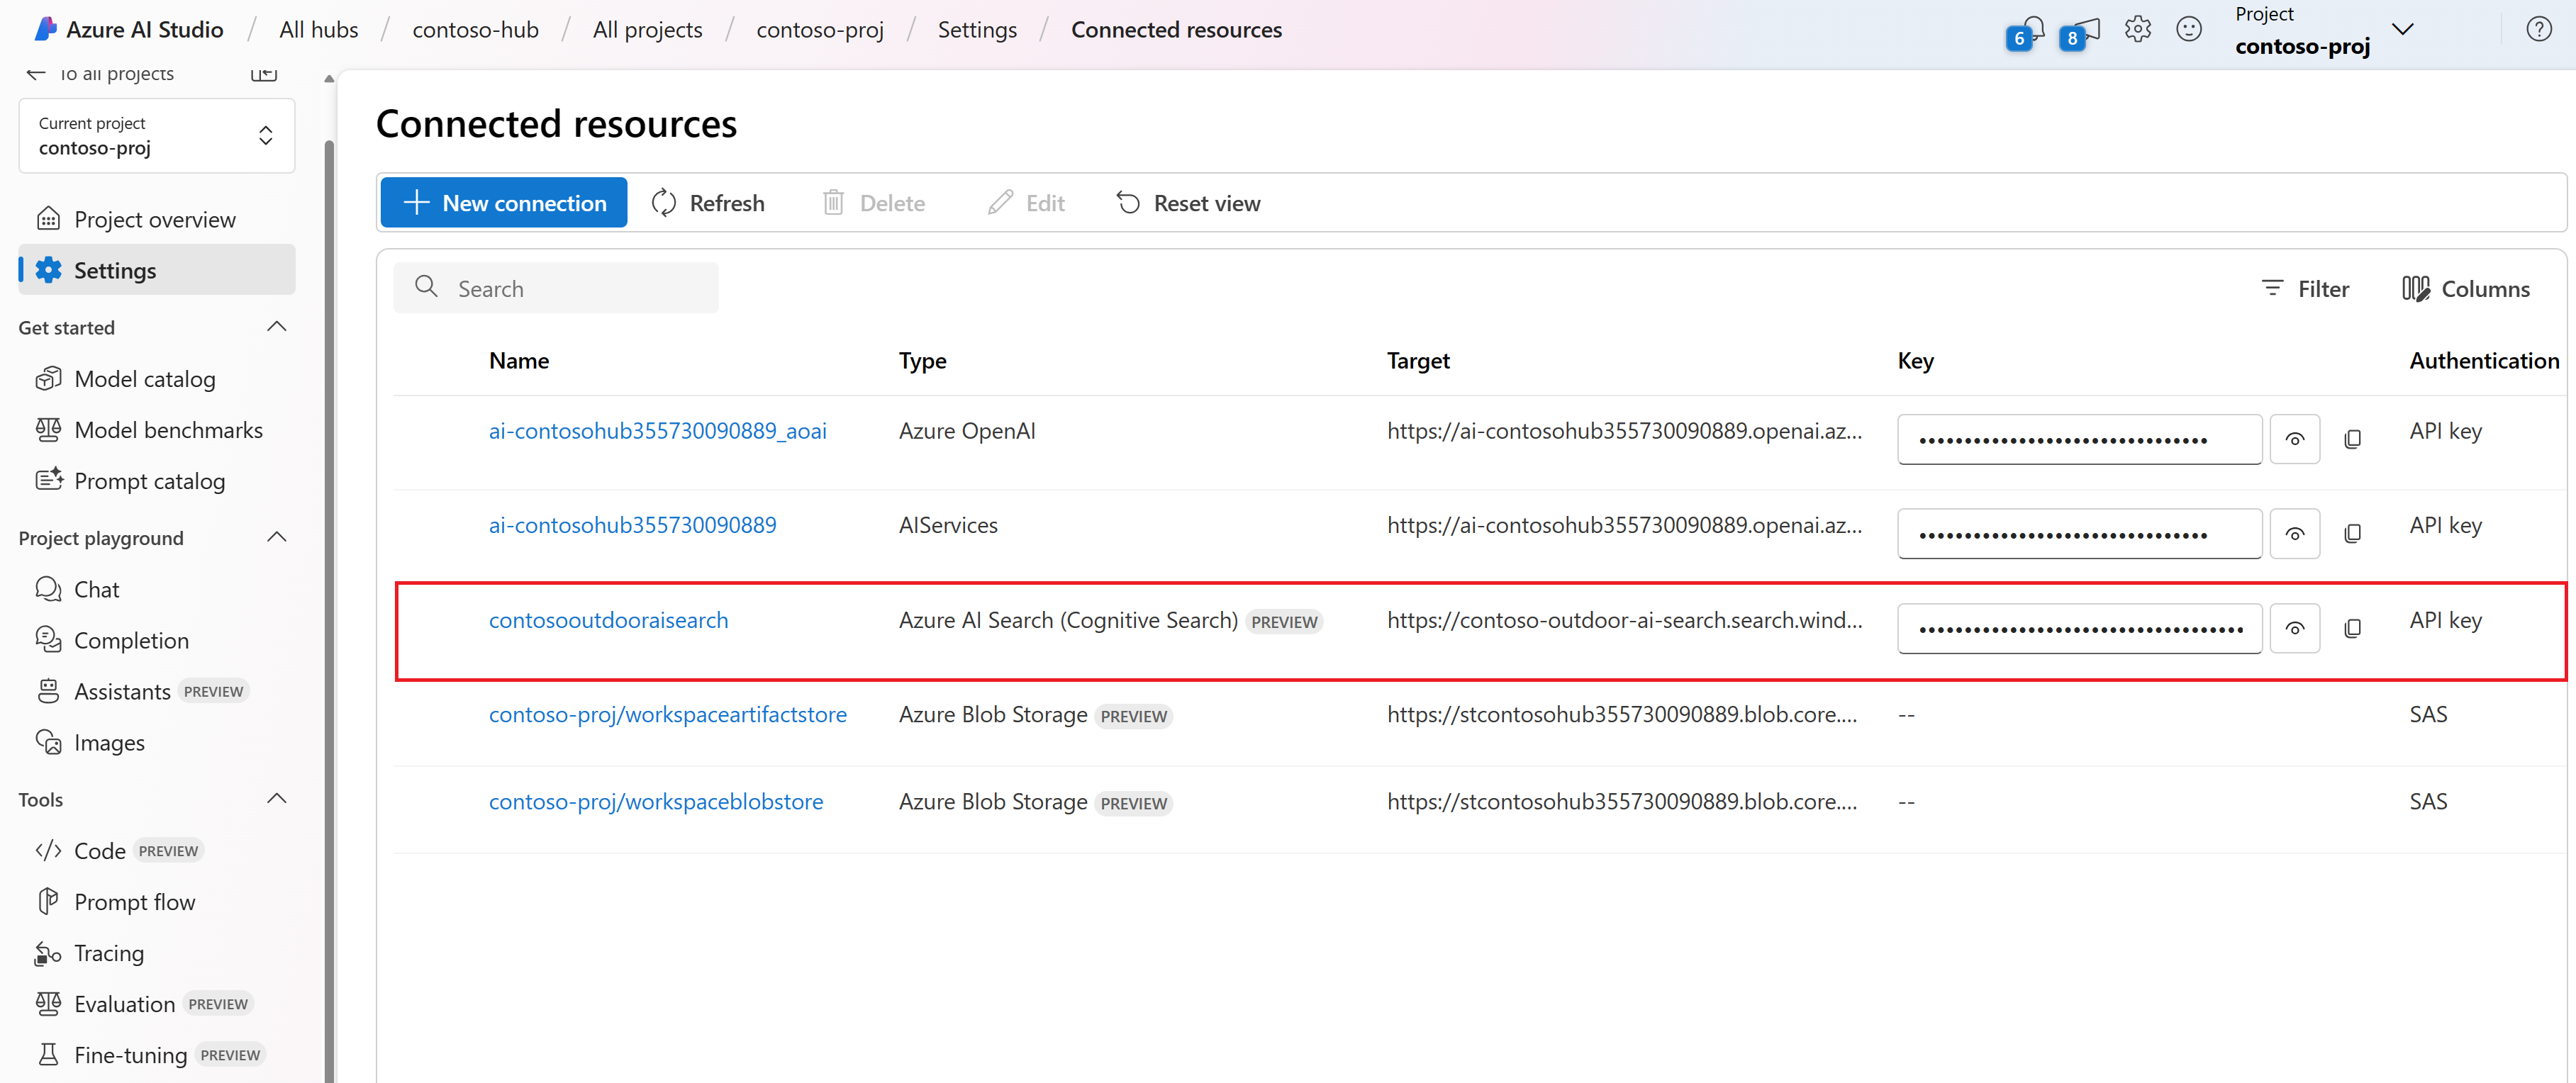 Azure AI Studio / All hubs / contoso-hub / All projects / contoso-proj / Settings / Connected resources
6
8
Project
contoso-proj
To all projects
Current project
contoso-proj
Project overview
Settings
Get started
Model catalog
Model benchmarks
Prompt catalog
Project playground
Chat
Completion
Assistants PREVIEW
Images
Tools
Code PREVIEW
Prompt flow
Tracing
Evaluation PREVIEW
Fine-tuning PREVIEW
Connected resources
New connection Refresh Delete Edit Reset view
Search Filter Columns
Name Type Target Key Authentication
ai-contosohub355730090889_aoai Azure OpenAI https://ai-contosohub355730090889.openai.az... •••••••••••••••••••••••••••••••• API key
ai-contosohub355730090889 AIServices https://ai-contosohub355730090889.openai.az... •••••••••••••••••••••••••••••••• API key
contosooutdooraisearch Azure AI Search (Cognitive Search) PREVIEW https://contoso-outdoor-ai-search.search.wind... •••••••••••••••••••••••••••••••••••• API key
contoso-proj/workspaceartifactstore Azure Blob Storage PREVIEW https://stcontosohub355730090889.blob.core.... -- SAS
contoso-proj/workspaceblobstore Azure Blob Storage PREVIEW https://stcontosohub355730090889.blob.core.... -- SAS